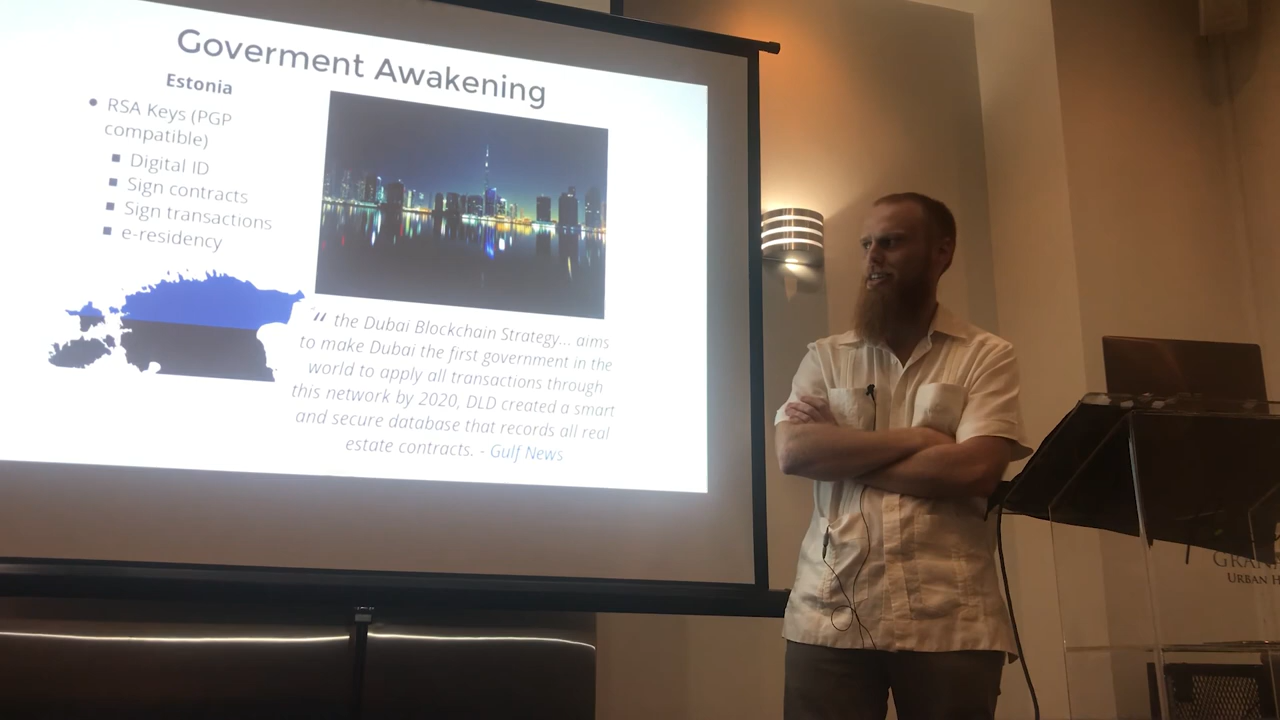 Goverment Awakening
Estonia
• RSA Keys (PGP
compatible)
▪ Digital ID
▪ Sign contracts
▪ Sign transactions
▪ e-residency
“ the Dubai Blockchain Strategy... aims
to make Dubai the first government in the
world to apply all transactions through
this network by 2020, DLD created a smart
and secure database that records all real
estate contracts. - Gulf News
URBAN